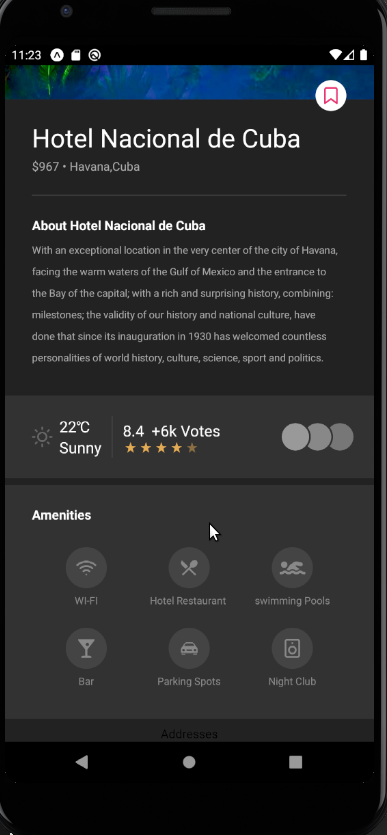 11:23
Hotel Nacional de Cuba
$967 • Havana,Cuba
About Hotel Nacional de Cuba
With an exceptional location in the very center of the city of Havana,
facing the warm waters of the Gulf of Mexico and the entrance to
the Bay of the capital; with a rich and surprising history, combining:
milestones; the validity of our history and national culture, have
done that since its inauguration in 1930 has welcomed countless
personalities of world history, culture, science, sport and politics.
22℃
Sunny
8.4 +6k Votes
Amenities
WI-FI
Hotel Restaurant
swimming Pools
Bar
Parking Spots
Night Club
Addresses